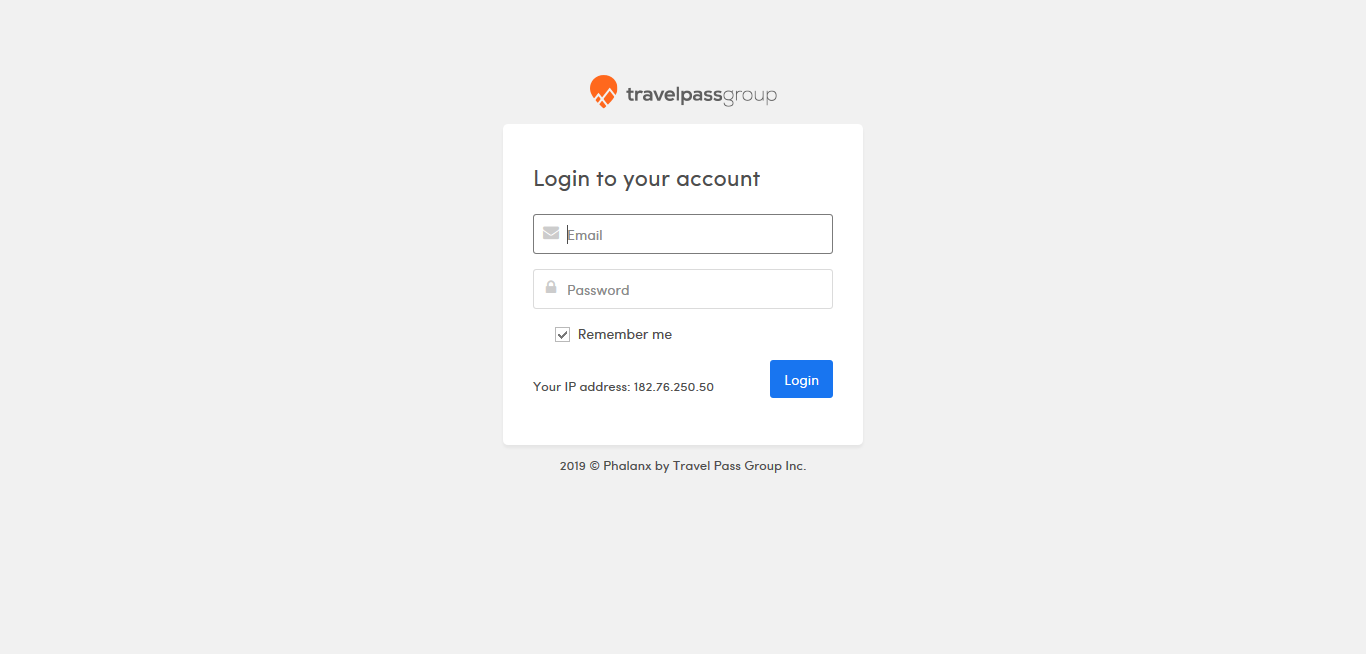 travelpassgroup
Login to your account
Email
Password
Remember me
Your IP address: 182.76.250.50
Login
2019 © Phalanx by Travel Pass Group Inc.